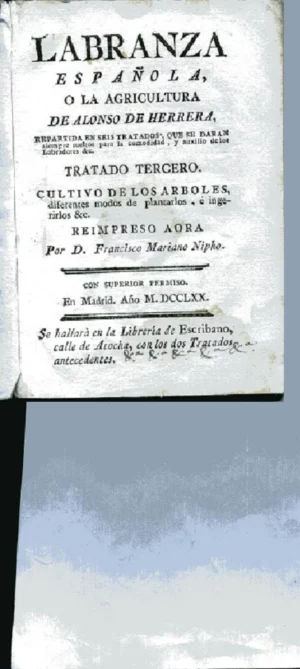 LABRANZA
ESPAÑOLA,
O LA AGRICULTURA
DE ALONSO DE HERRERA,
REPARTIDA EN SEIS TRATADOS, QUE SE DARAN
siempre sueltos para la comodidad, y auxilio de los
Labradores &c.
TRATADO TERCERO.
CULTIVO DE LOS ARBOLES,
diferentes modos de plantarlos, é inge-
rirlos &c.
REIMPRESO AORA
Por D. Francisco Mariano Nipho.
CON SUPERIOR PERMISO.
En Madrid. Año M.DCCLXX.
Se hallarà en la Libreria de Escribano,
calle de Atocha, con los dos Tratados
antecedentes.